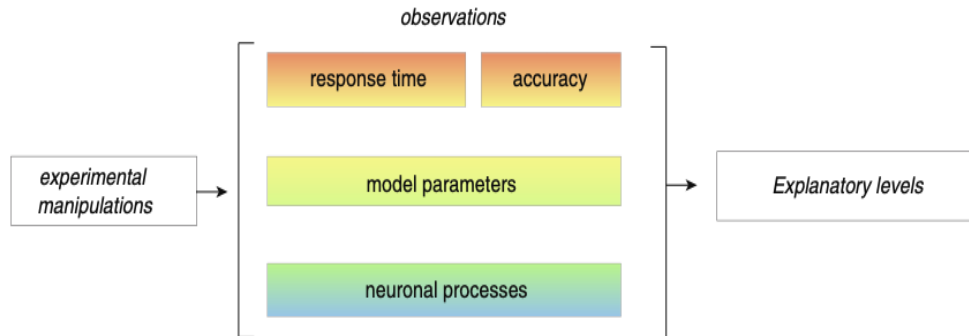 observations
response time
accuracy
experimental
manipulations
model parameters
Explanatory levels
neuronal processes